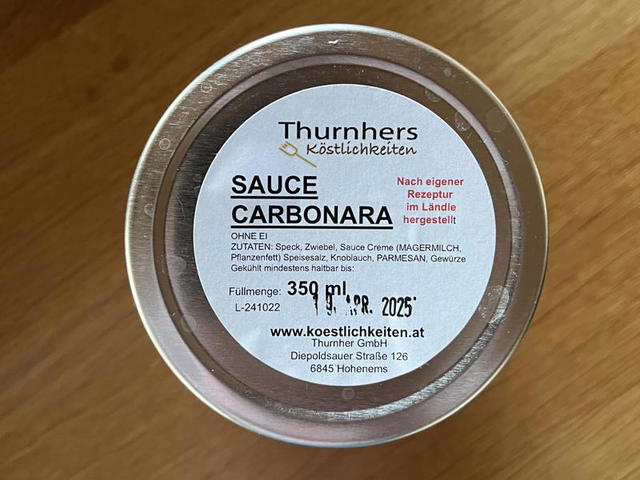 Thurnhers
Köstlichkeiten
SAUCE
CARBONARA
Nach eigener
Rezeptur
im Ländle
hergestellt
OHNE EI
ZUTATEN: Speck, Zwiebel, Sauce Creme (MAGERMILCH,
Pflanzenfett) Speisesalz, Knoblauch, PARMESAN, Gewürze
Gekühlt mindestens haltbar bis:
Füllmenge: 350 ml
L-241022
19. APR. 2025
www.koestlichkeiten.at
Thurnher GmbH
Diepoldsauer Straße 126
6845 Hohenems